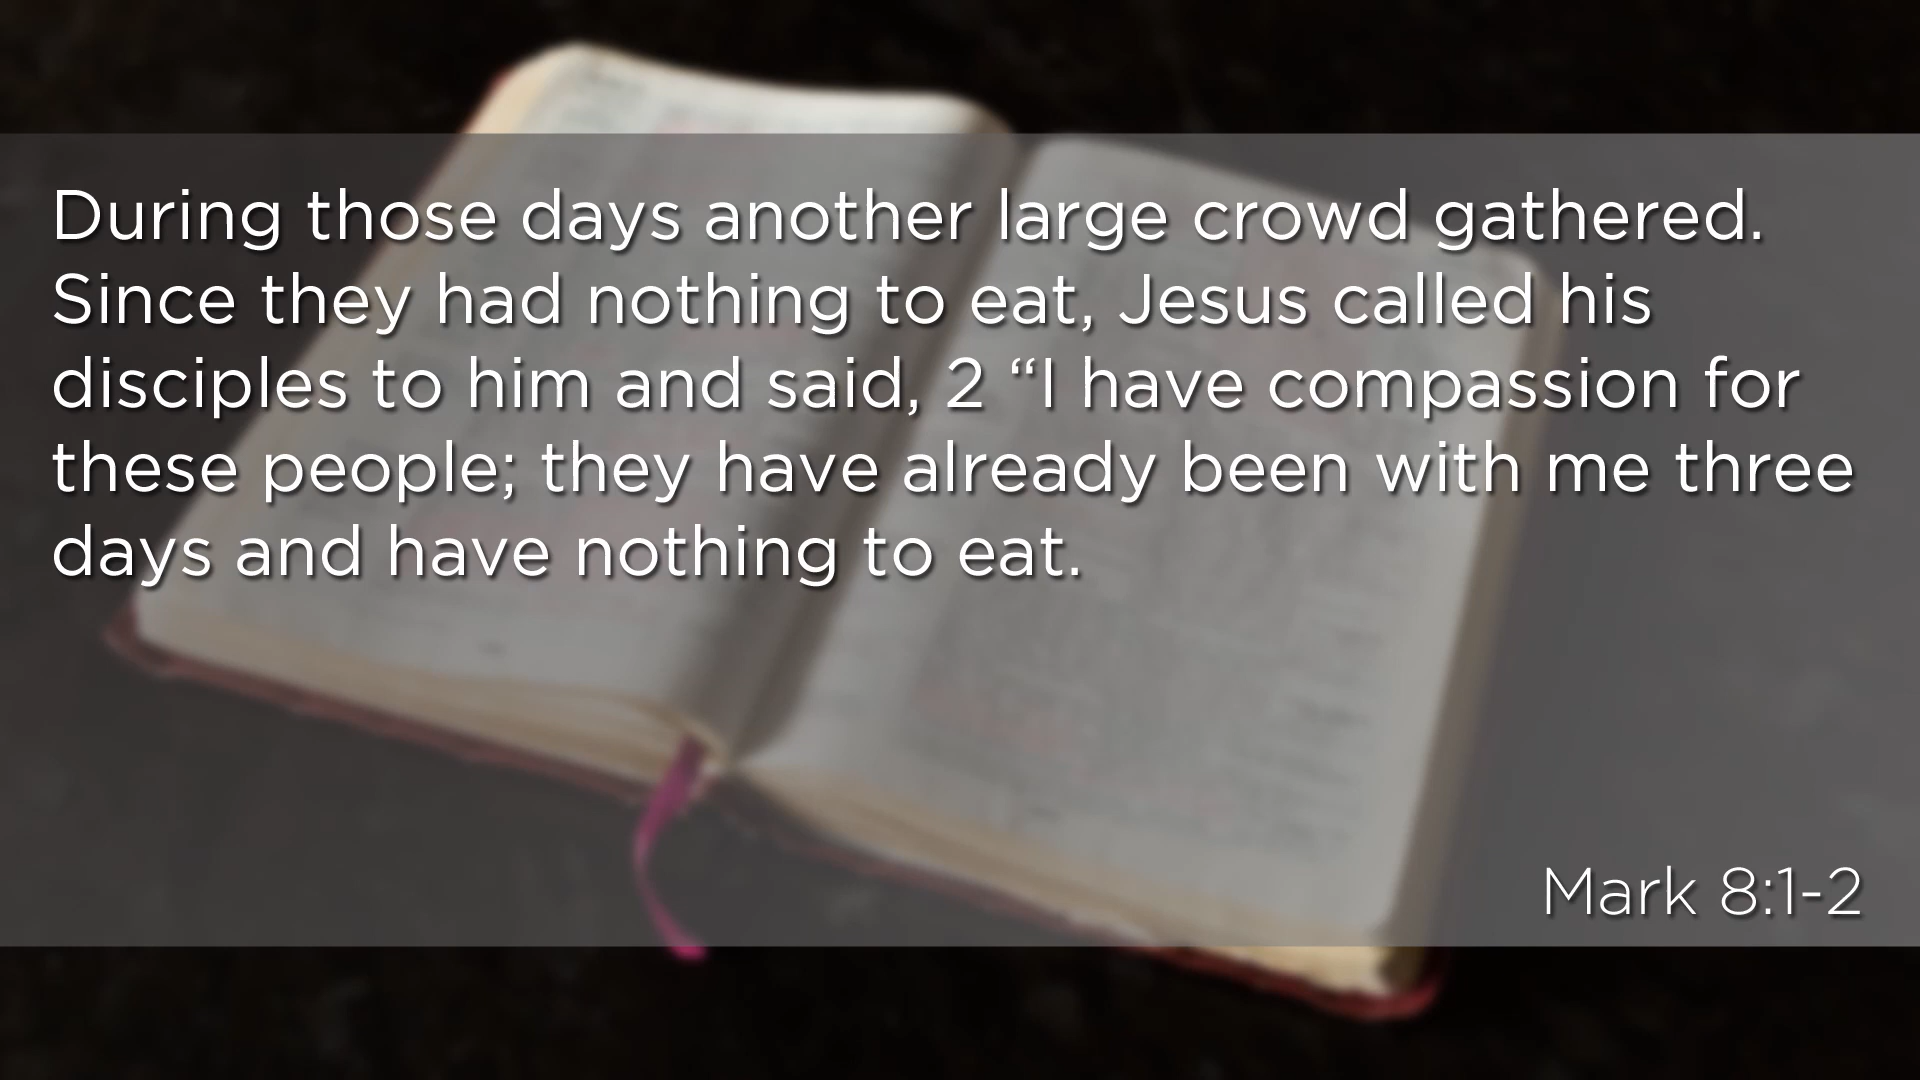 During those days another large crowd gathered.
Since they had nothing to eat, Jesus called his
disciples to him and said, 2 “I have compassion for
these people; they have already been with me three
days and have nothing to eat.
Mark 8:1-2